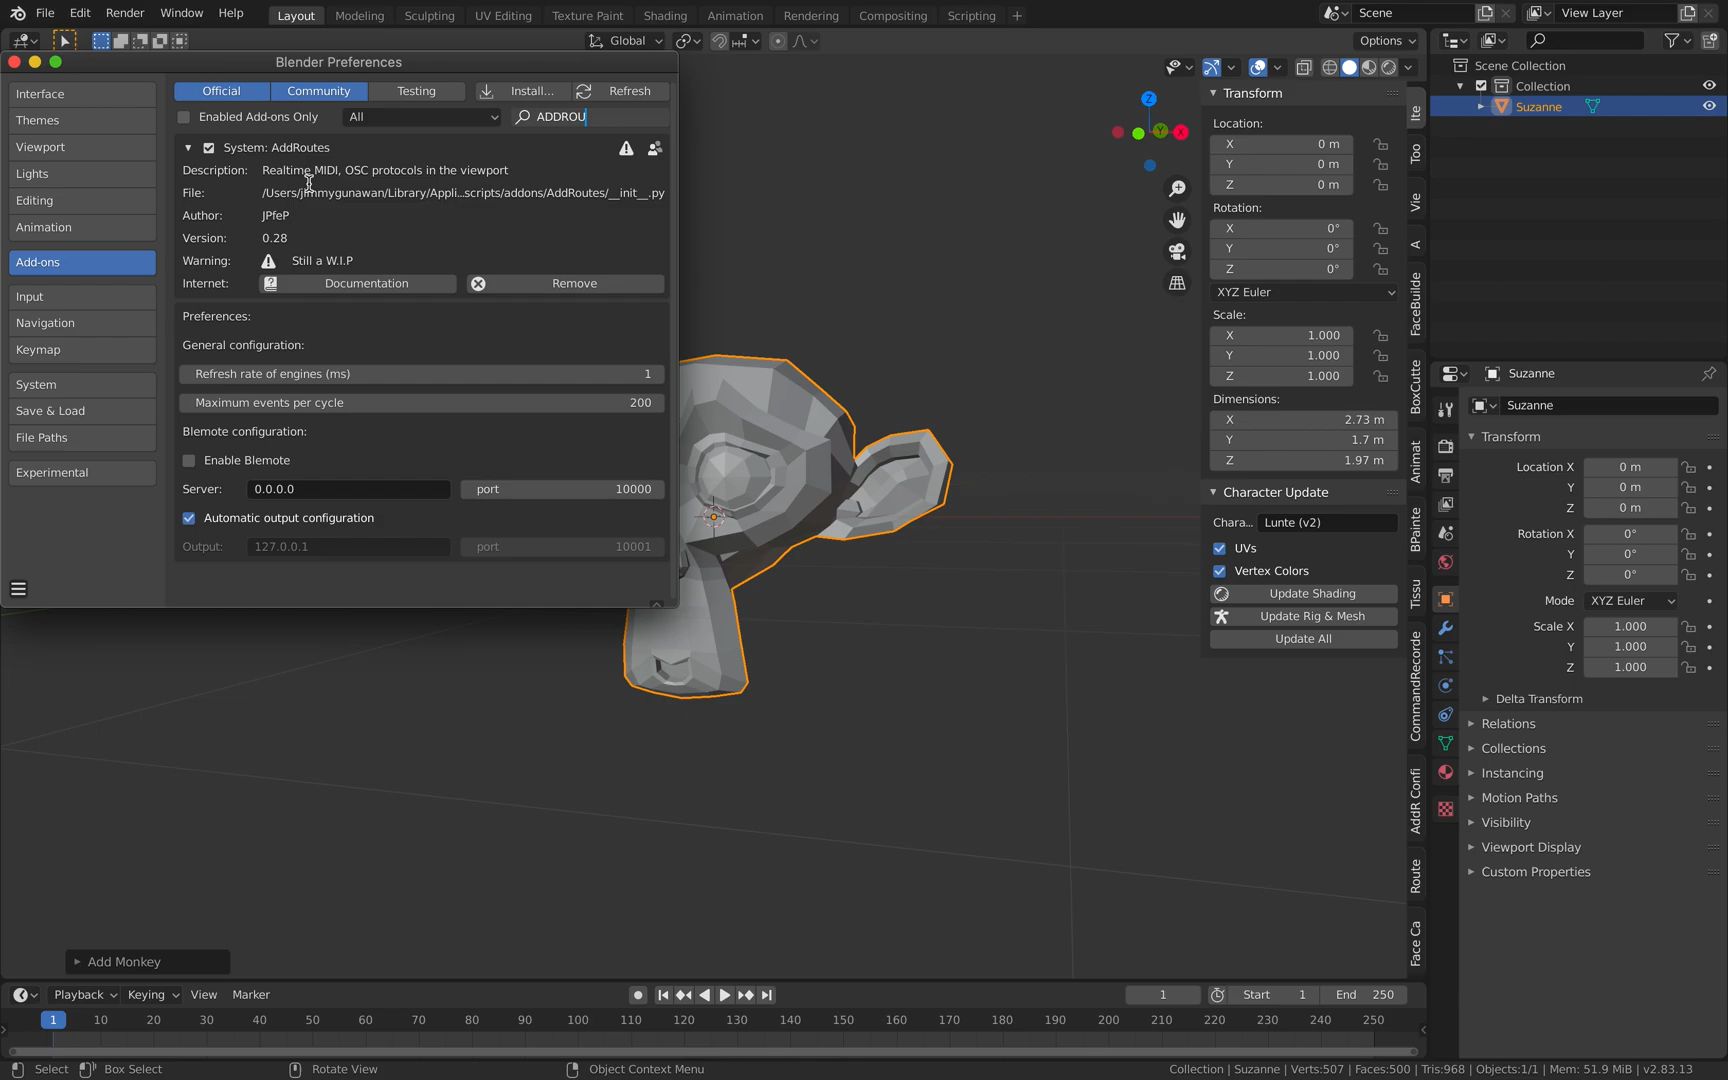 File Edit Render Window Help Layout Modeling Sculpting UV Editing Texture Paint Shading Animation Rendering Compositing Scripting + Scene View Layer
Global Options
Blender Preferences
Interface
Themes
Viewport
Lights
Editing
Animation
Add-ons
Input
Navigation
Keymap
System
Save & Load
File Paths
Experimental
Official Community Testing Install... Refresh
Enabled Add-ons Only All ADDROU
System: AddRoutes
Description: Realtime MIDI, OSC protocols in the viewport
File: /Users/jimmygunawan/Library/Appli...scripts/addons/AddRoutes/__init__.py
Author: JPfeP
Version: 0.28
Warning: Still a W.I.P
Internet: Documentation Remove
Preferences:
General configuration:
Refresh rate of engines (ms) 1
Maximum events per cycle 200
Blemote configuration:
Enable Blemote
Server: 0.0.0.0 port 10000
Automatic output configuration
Output: 127.0.0.1 port 10001
Z
Y
X
Transform
Location:
X 0 m
Y 0 m
Z 0 m
Rotation:
X 0°
Y 0°
Z 0°
XYZ Euler
Scale:
X 1.000
Y 1.000
Z 1.000
Dimensions:
X 2.73 m
Y 1.7 m
Z 1.97 m
Character Update
Chara... Lunte (v2)
UVs
Vertex Colors
Update Shading
Update Rig & Mesh
Update All
Ite
Too
Vie
A
FaceBuilde
BoxCutte
Animat
BPainte
Tissu
CommandRecorde
AddR Confi
Route
Face Ca
Scene Collection
Collection
Suzanne
Suzanne
Suzanne
Transform
Location X 0 m
Y 0 m
Z 0 m
Rotation X 0°
Y 0°
Z 0°
Mode XYZ Euler
Scale X 1.000
Y 1.000
Z 1.000
Delta Transform
Relations
Collections
Instancing
Motion Paths
Visibility
Viewport Display
Custom Properties
Add Monkey
Playback Keying View Marker 1 Start 1 End 250
1 10 20 30 40 50 60 70 80 90 100 110 120 130 140 150 160 170 180 190 200 210 220 230 240 250
Select Box Select Rotate View Object Context Menu Collection | Suzanne | Verts:507 | Faces:500 | Tris:968 | Objects:1/1 | Mem: 51.9 MiB | v2.83.13